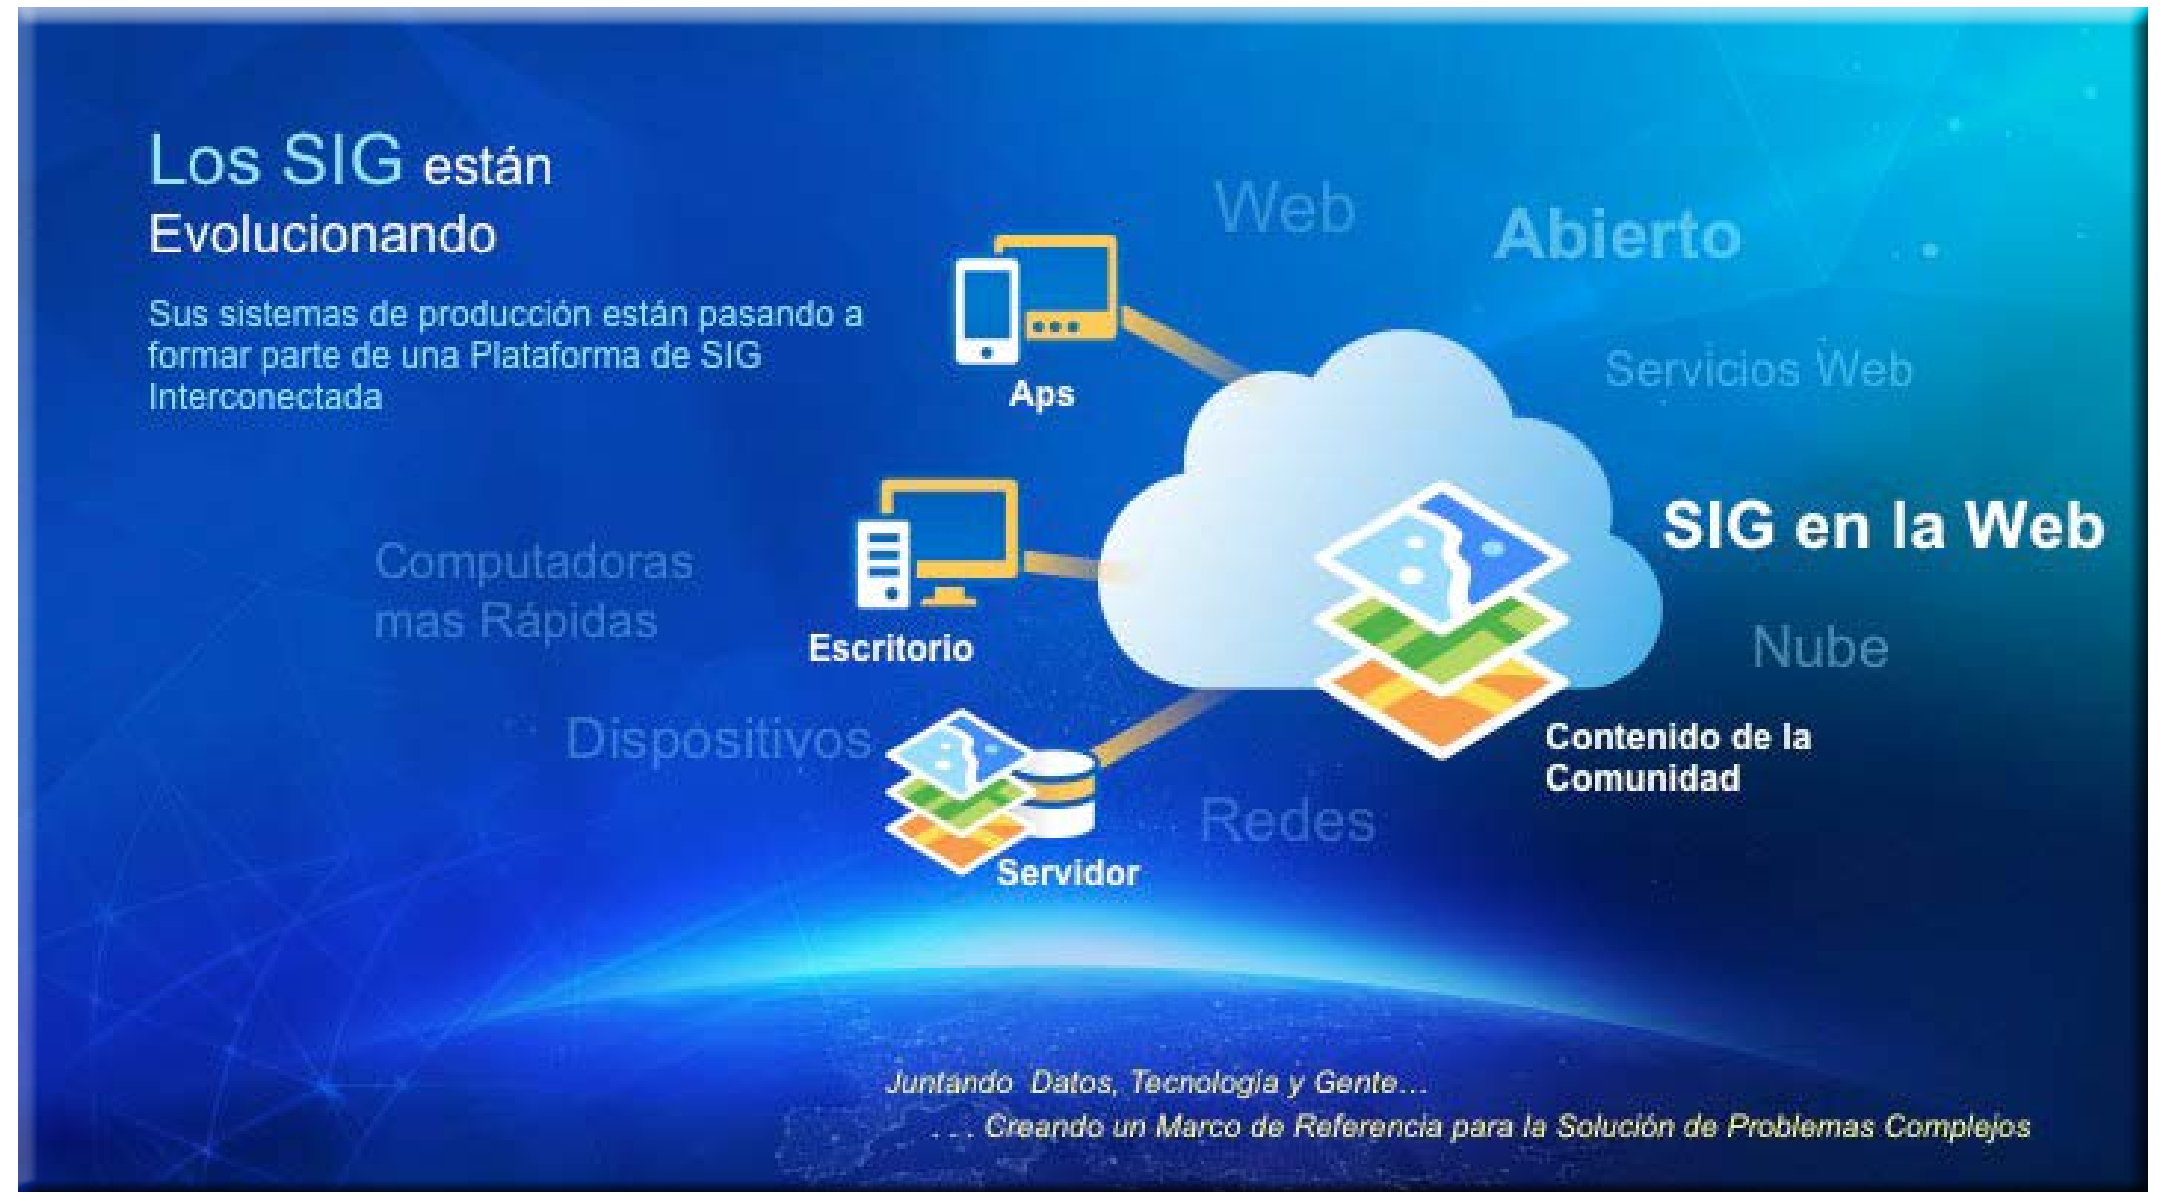 Los SIG están
Evolucionando
Sus sistemas de producción están pasando a
formar parte de una Plataforma de SIG
Interconectada
Web
Abierto
Aps
Servicios Web
SIG en la Web
Computadoras
mas Rápidas
Escritorio
Nube
Dispositivos
Contenido de la
Comunidad
Redes
Servidor
Juntando Datos, Tecnología y Gente...
... Creando un Marco de Referencia para la Solución de Problemas Complejos